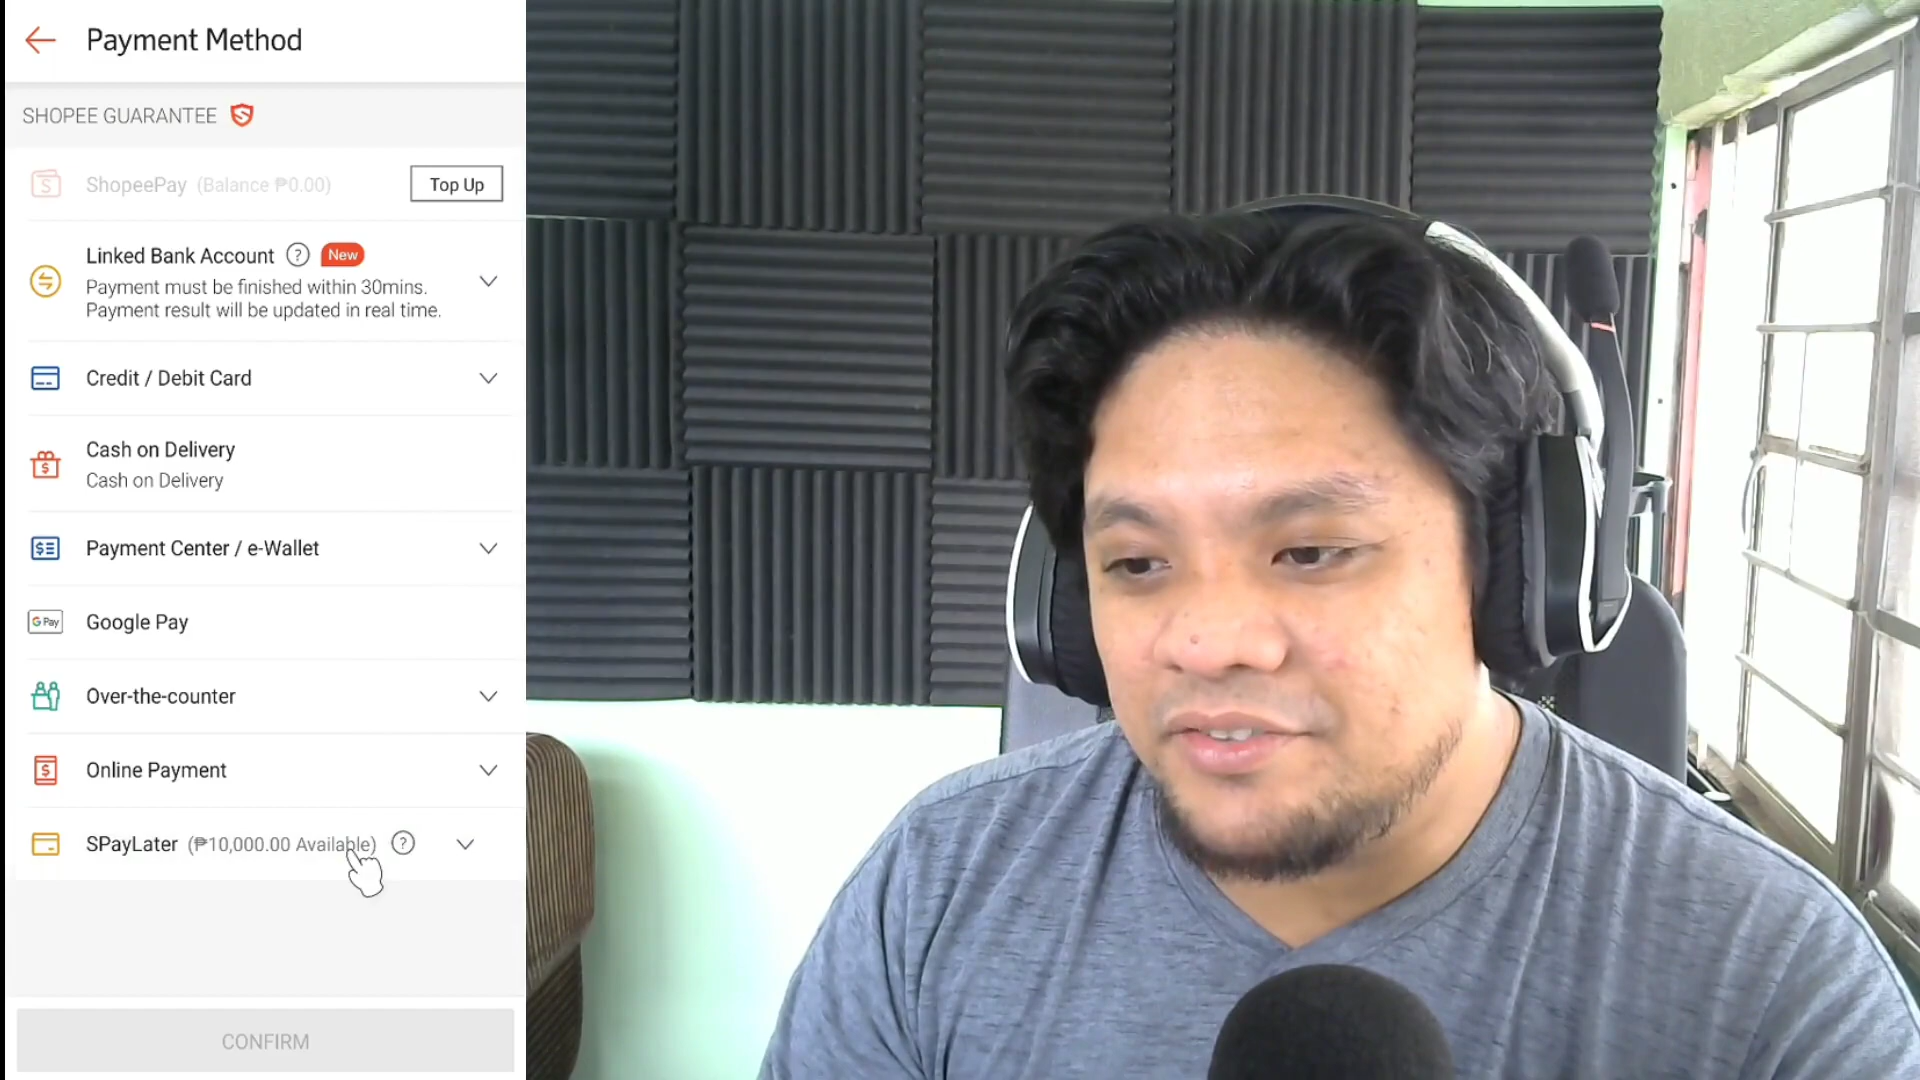 Payment Method
SHOPEE GUARANTEE
ShopeePay (Balance ₱0.00)
Top Up
Linked Bank Account ? New
Payment must be finished within 30mins.
Payment result will be updated in real time.
Credit / Debit Card
Cash on Delivery
Cash on Delivery
Payment Center / e-Wallet
G Pay Google Pay
Over-the-counter
Online Payment
SPayLater (₱10,000.00 Available) ?
CONFIRM